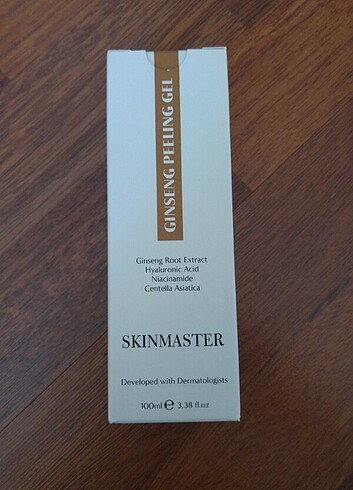 GINSENG PEELING GEL
Ginseng Root Extract
Hyaluronic Acid
Niacinamide
Centella Asiatica
SKINMASTER
Developed with Dermatologists
100ml ℮ 3.38 fl.oz